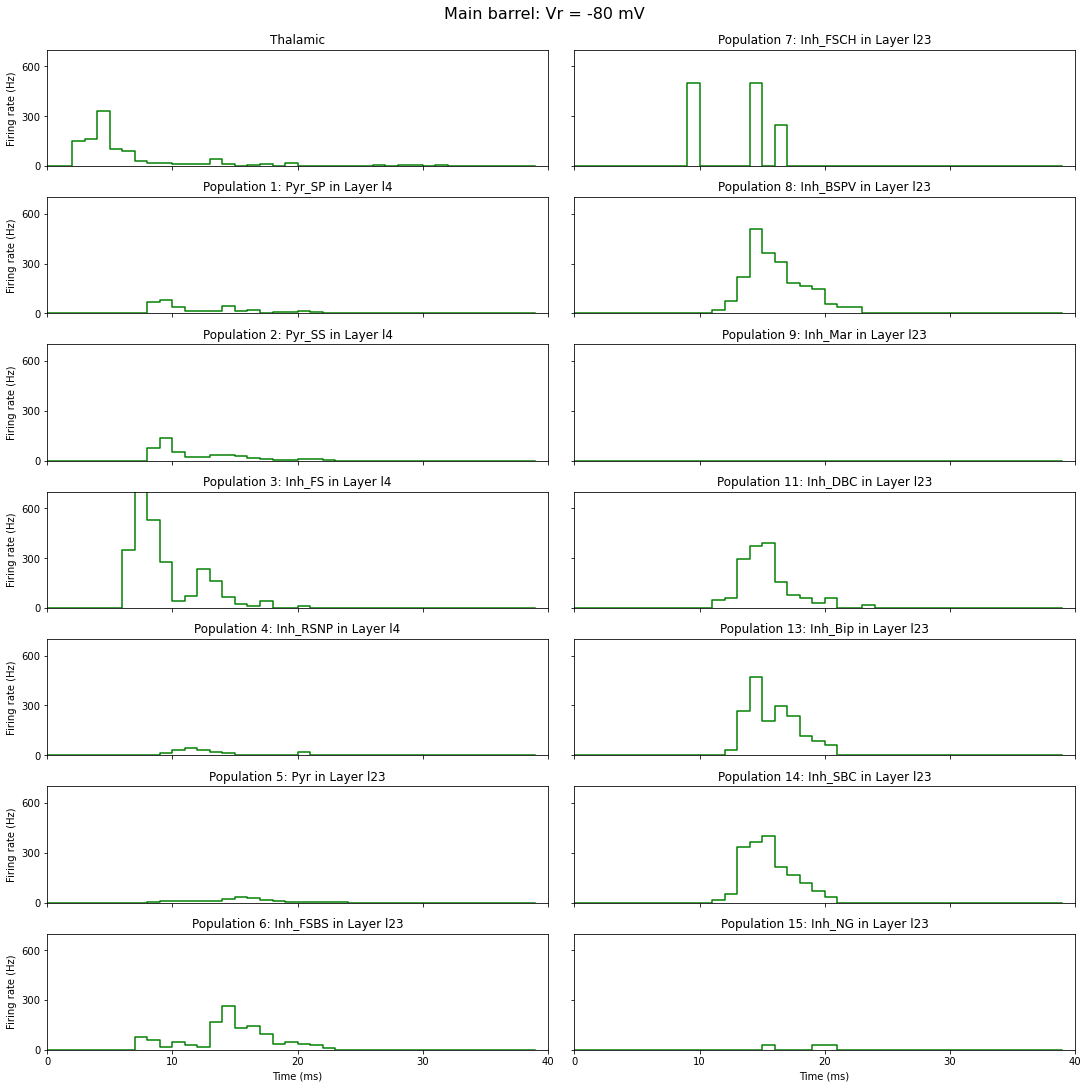 Main barrel: Vr = -80 mV
Thalamic
Firing rate (Hz)
600
300
0
Population 7: Inh_FSCH in Layer l23
Population 1: Pyr_SP in Layer l4
Firing rate (Hz)
600
300
0
Population 8: Inh_BSPV in Layer l23
Population 2: Pyr_SS in Layer l4
Firing rate (Hz)
600
300
0
Population 9: Inh_Mar in Layer l23
Population 3: Inh_FS in Layer l4
Firing rate (Hz)
600
300
0
Population 11: Inh_DBC in Layer l23
Population 4: Inh_RSNP in Layer l4
Firing rate (Hz)
600
300
0
Population 13: Inh_Bip in Layer l23
Population 5: Pyr in Layer l23
Firing rate (Hz)
600
300
0
Population 14: Inh_SBC in Layer l23
Population 6: Inh_FSBS in Layer l23
Firing rate (Hz)
600
300
0
0 10 20 30 40
Time (ms)
Population 15: Inh_NG in Layer l23
0 10 20 30 40
Time (ms)